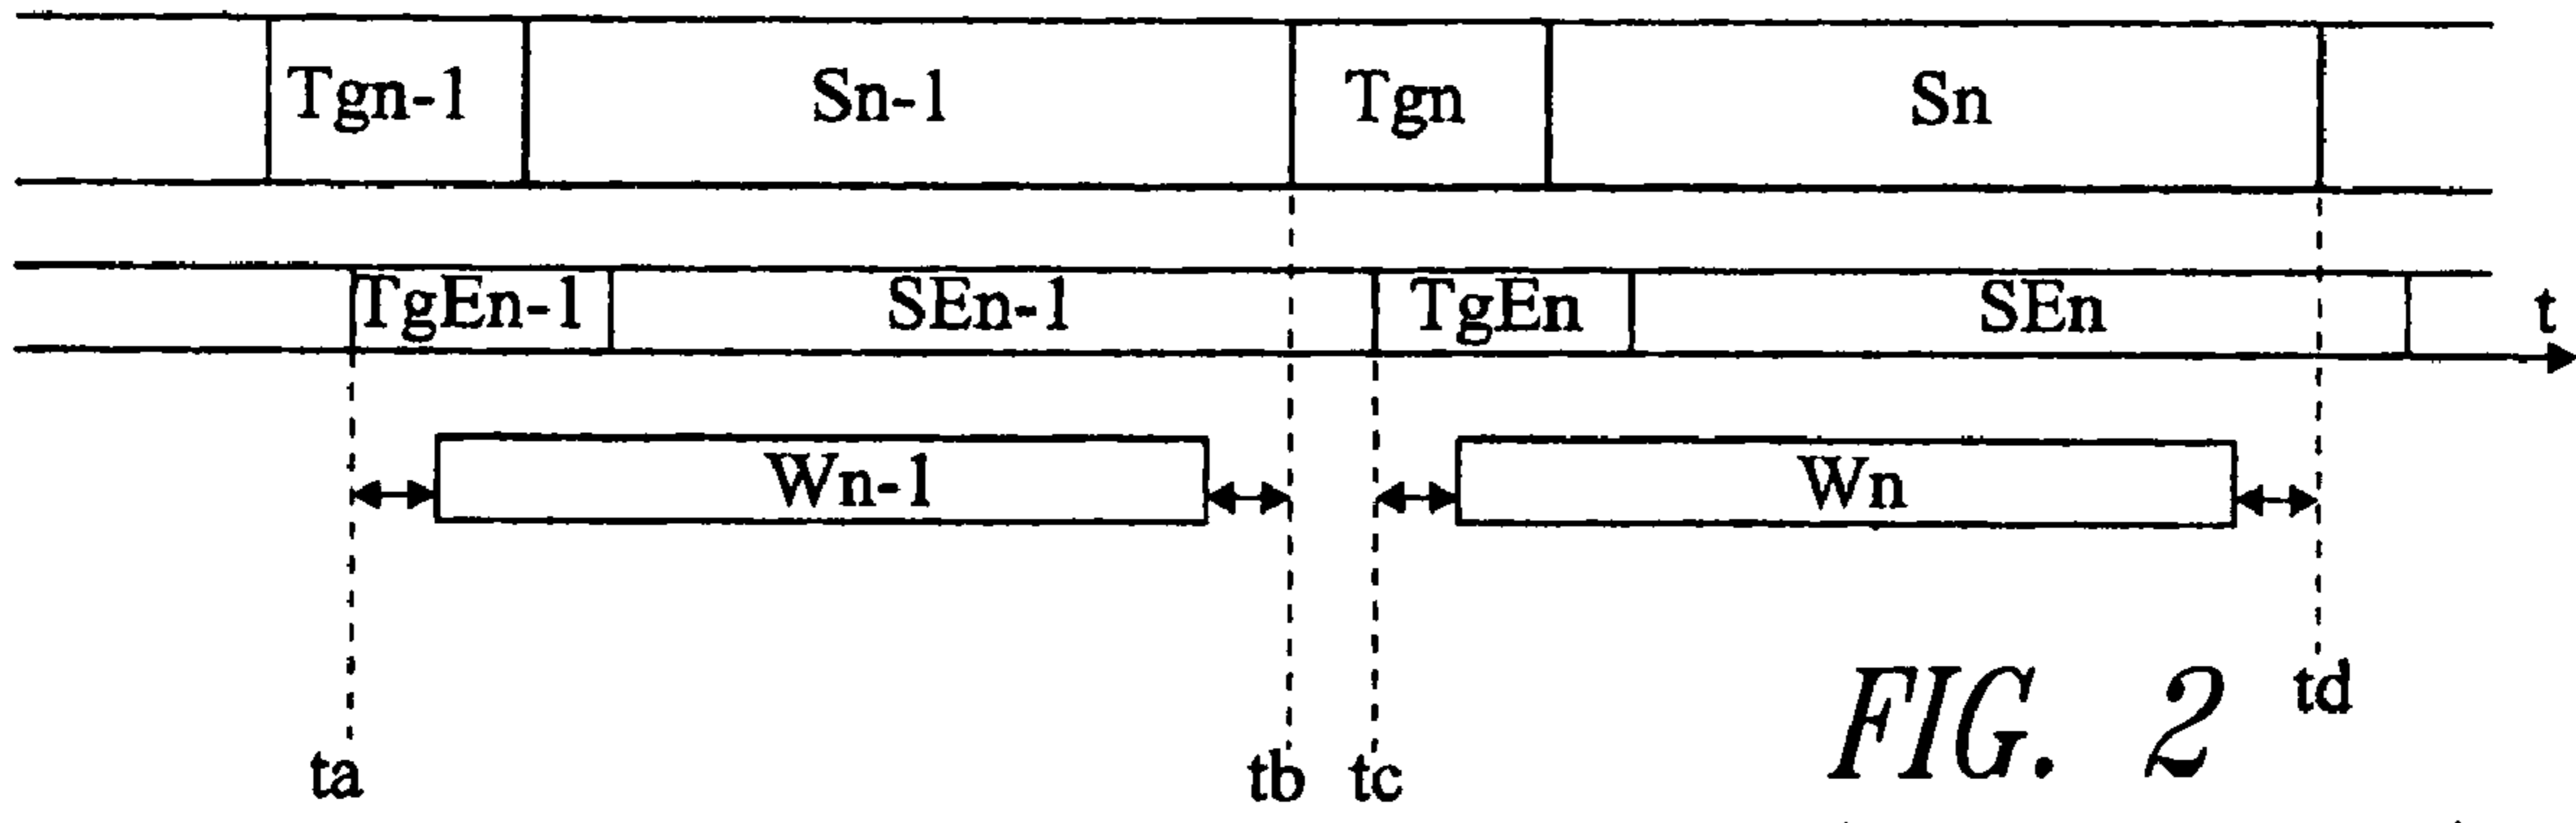 Tgn-1 Sn-1 Tgn Sn
TgEn-1 SEn-1 TgEn SEn t
Wn-1 Wn
ta tb tc td
FIG. 2